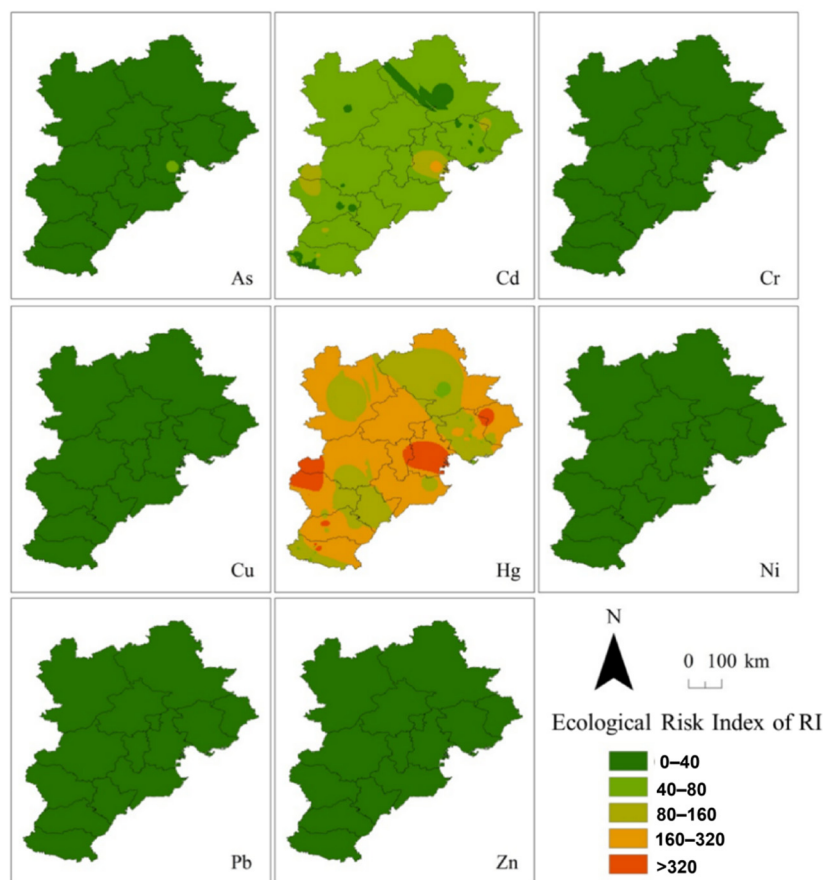 As
Cd
Cr
Cu
Hg
Ni
Pb
Zn
N
0 100 km
Ecological Risk Index of RI
0–40
40–80
80–160
160–320
>320